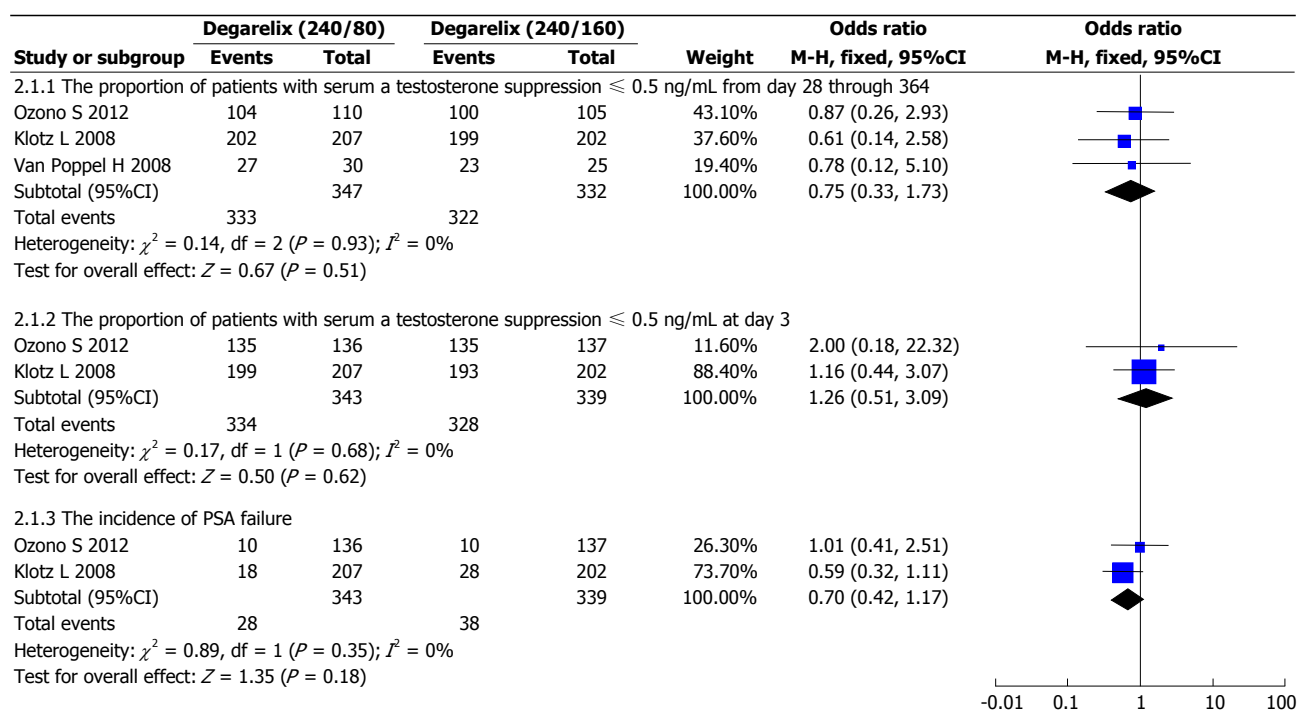 Degarelix (240/80) Degarelix (240/160) Odds ratio Odds ratio
Study or subgroup Events Total Events Total Weight M-H, fixed, 95%CI M-H, fixed, 95%CI
2.1.1 The proportion of patients with serum a testosterone suppression ⩽ 0.5 ng/mL from day 28 through 364
Ozono S 2012 104 110 100 105 43.10% 0.87 (0.26, 2.93)
Klotz L 2008 202 207 199 202 37.60% 0.61 (0.14, 2.58)
Van Poppel H 2008 27 30 23 25 19.40% 0.78 (0.12, 5.10)
Subtotal (95%CI) 347 332 100.00% 0.75 (0.33, 1.73)
Total events 333 322
Heterogeneity: χ² = 0.14, df = 2 (P = 0.93); I² = 0%
Test for overall effect: Z = 0.67 (P = 0.51)
2.1.2 The proportion of patients with serum a testosterone suppression ⩽ 0.5 ng/mL at day 3
Ozono S 2012 135 136 135 137 11.60% 2.00 (0.18, 22.32)
Klotz L 2008 199 207 193 202 88.40% 1.16 (0.44, 3.07)
Subtotal (95%CI) 343 339 100.00% 1.26 (0.51, 3.09)
Total events 334 328
Heterogeneity: χ² = 0.17, df = 1 (P = 0.68); I² = 0%
Test for overall effect: Z = 0.50 (P = 0.62)
2.1.3 The incidence of PSA failure
Ozono S 2012 10 136 10 137 26.30% 1.01 (0.41, 2.51)
Klotz L 2008 18 207 28 202 73.70% 0.59 (0.32, 1.11)
Subtotal (95%CI) 343 339 100.00% 0.70 (0.42, 1.17)
Total events 28 38
Heterogeneity: χ² = 0.89, df = 1 (P = 0.35); I² = 0%
Test for overall effect: Z = 1.35 (P = 0.18)
-0.01 0.1 1 10 100